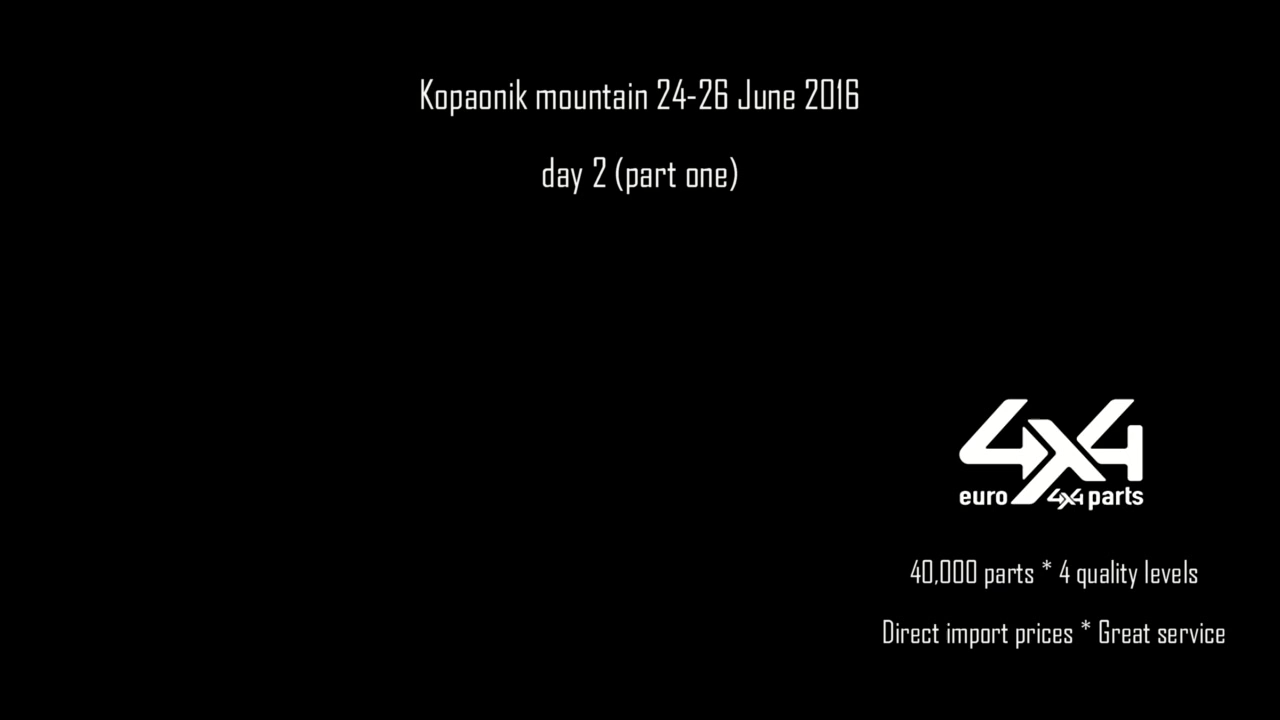 Kopaonik mountain 24-26 June 2016
day 2 (part one)
4x4
euro 4x4 parts
40,000 parts * 4 quality levels
Direct import prices * Great service